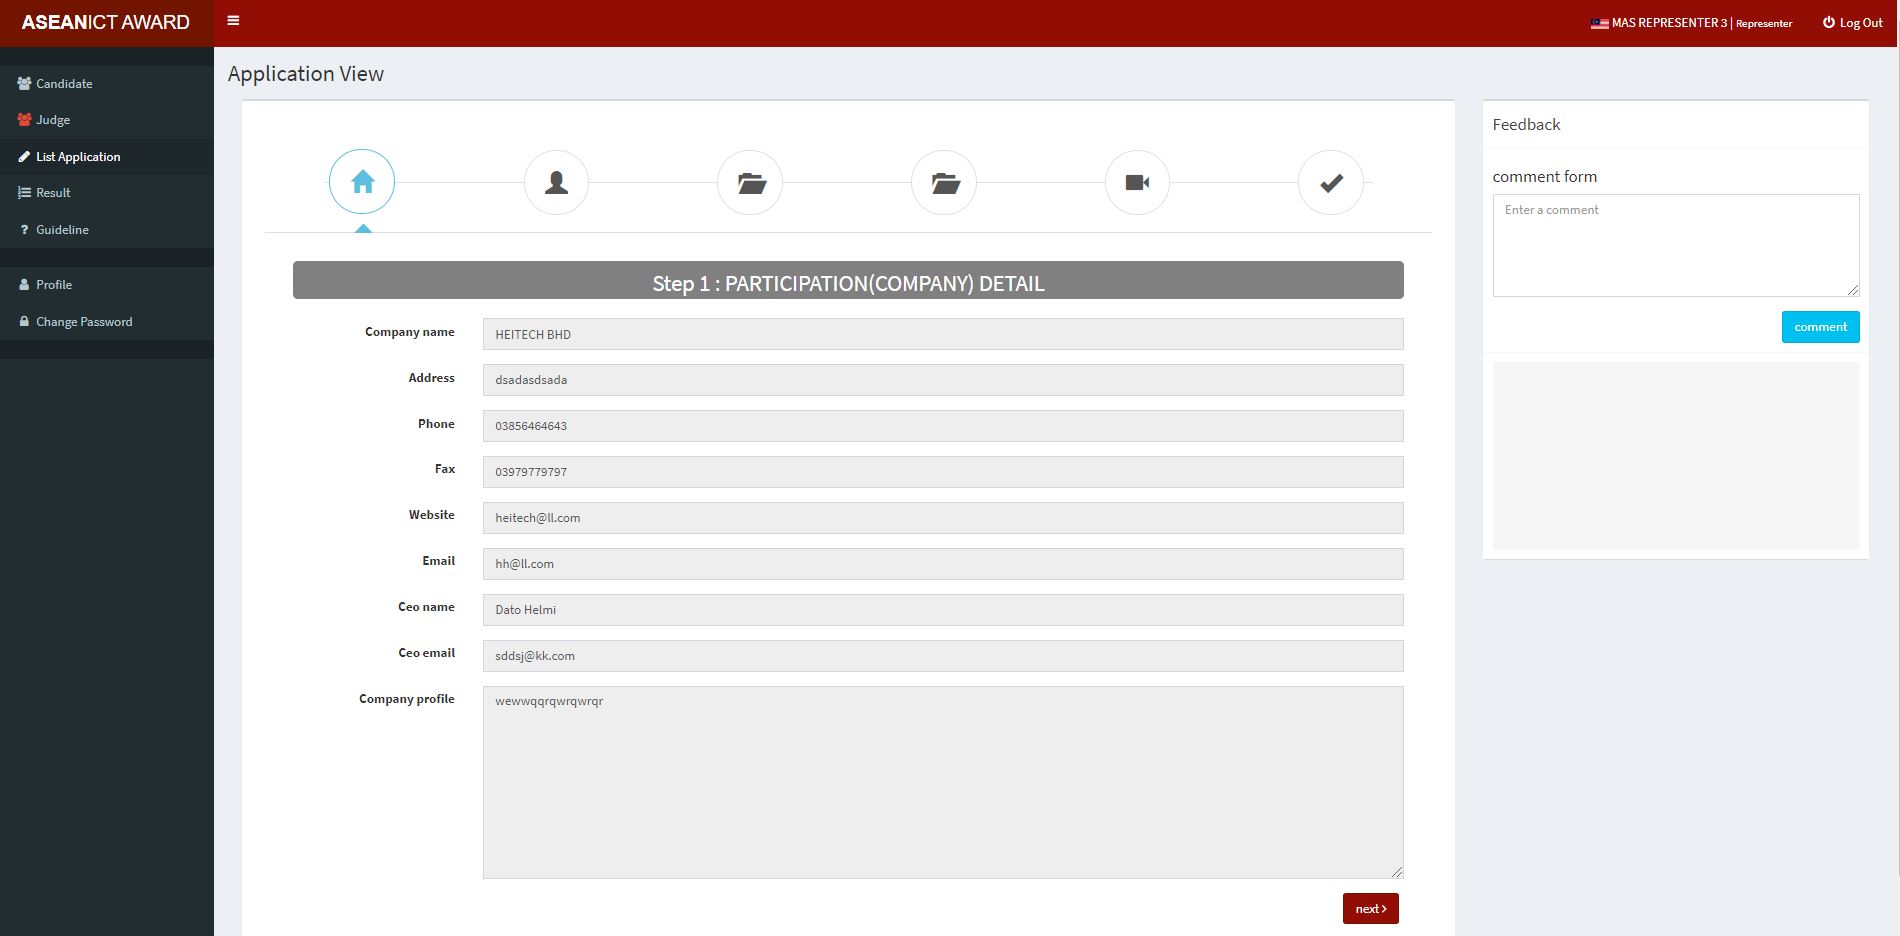 ASEANICT AWARD
MAS REPRESENTER 3 | Representer
Log Out
Candidate
Judge
List Application
Result
Guideline
Profile
Change Password
Application View
Step 1 : PARTICIPATION(COMPANY) DETAIL
Company name
HEITECH BHD
Address
dsadasdsada
Phone
03856464643
Fax
03979779797
Website
heitech@ll.com
Email
hh@ll.com
Ceo name
Dato Helmi
Ceo email
sddsj@kk.com
Company profile
wewwqqrqwrqwrqr
next
Feedback
comment form
Enter a comment
comment